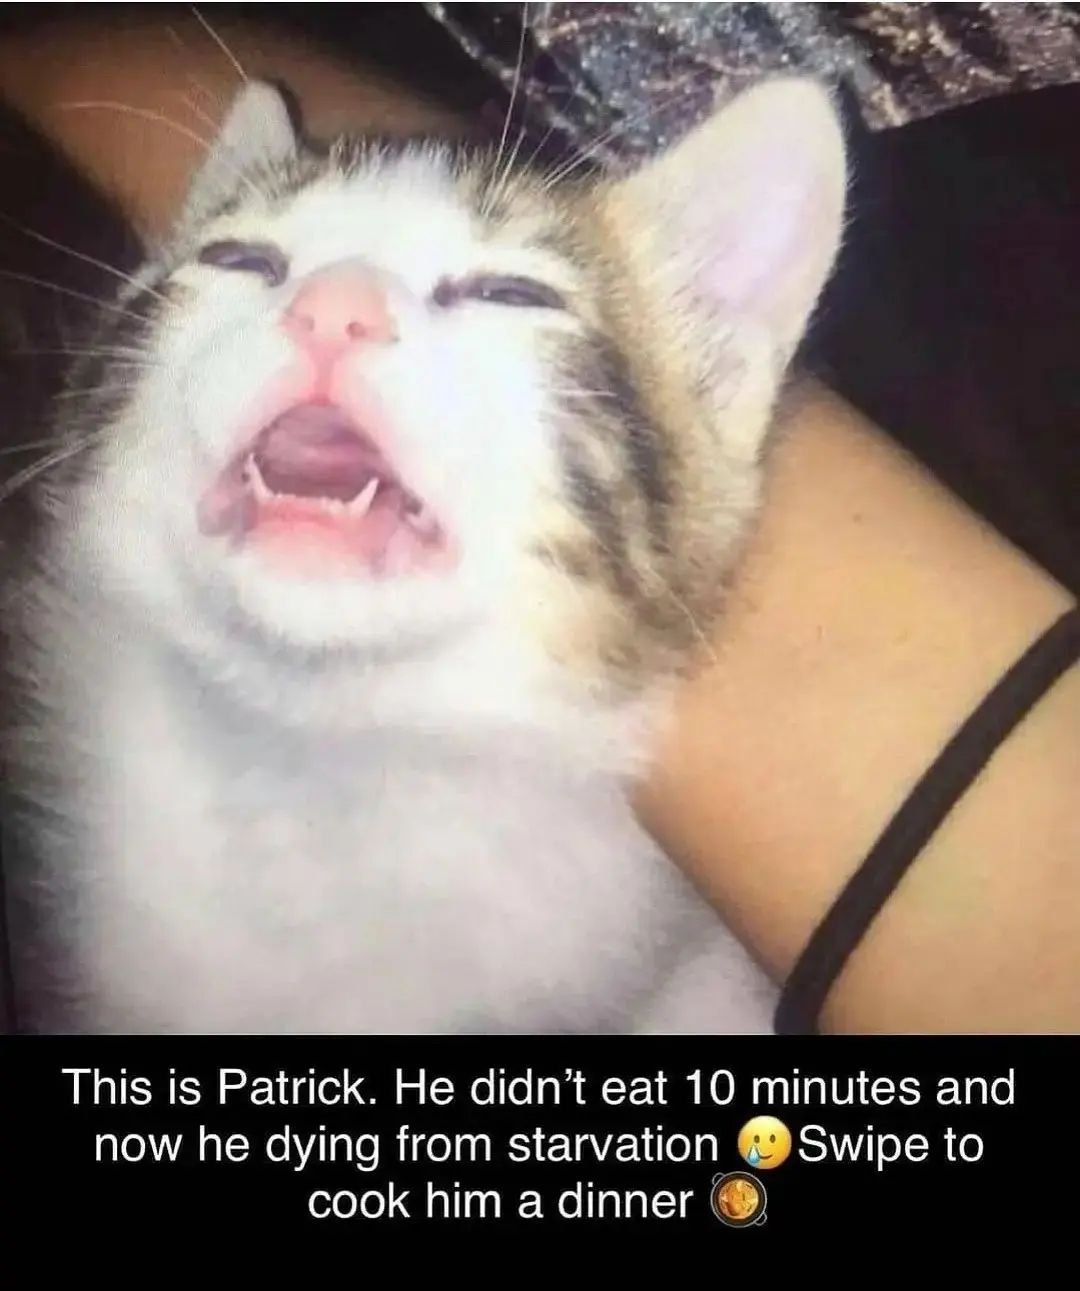 This is Patrick. He didn’t eat 10 minutes and
now he dying from starvation 🥲Swipe to
cook him a dinner 🥘